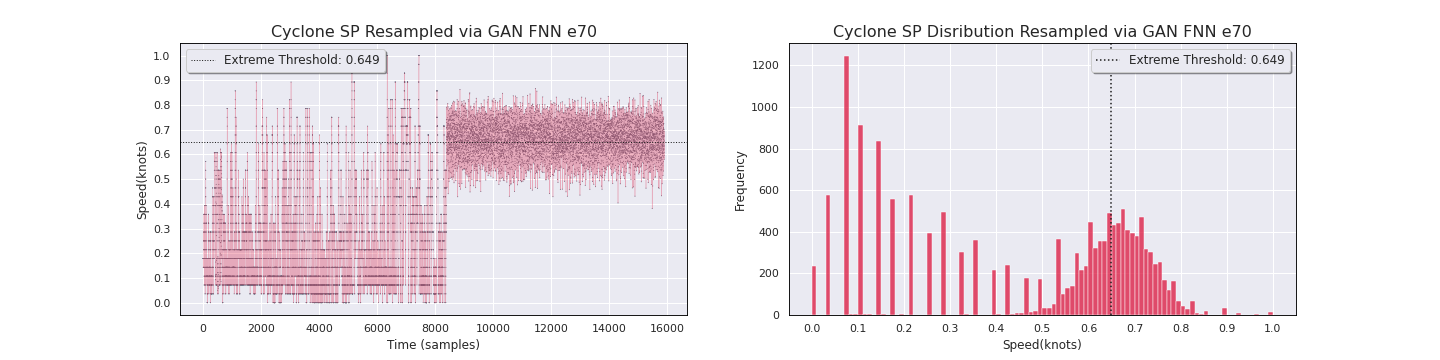 Cyclone SP Resampled via GAN FNN e70
Extreme Threshold: 0.649
Speed(knots)
1.0
0.9
0.8
0.7
0.6
0.5
0.4
0.3
0.2
0.1
0.0
0 2000 4000 6000 8000 10000 12000 14000 16000
Time (samples)
Cyclone SP Disribution Resampled via GAN FNN e70
Extreme Threshold: 0.649
Frequency
1200
1000
800
600
400
200
0
0.0 0.1 0.2 0.3 0.4 0.5 0.6 0.7 0.8 0.9 1.0
Speed(knots)